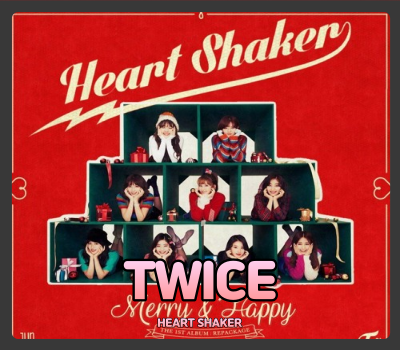 Heart Shaker
TWICE
Merry & Happy
HEART SHAKER
THE 1ST ALBUM REPACKAGE